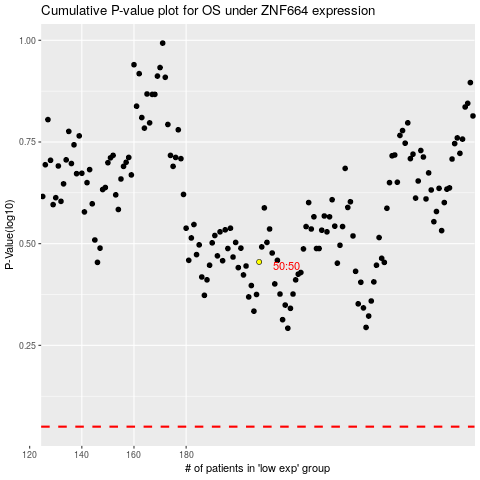 Cumulative P-value plot for OS under ZNF664 expression
P-Value(log10)
1.00
0.75
0.50
0.25
50:50
120 140 160 180
# of patients in 'low exp' group